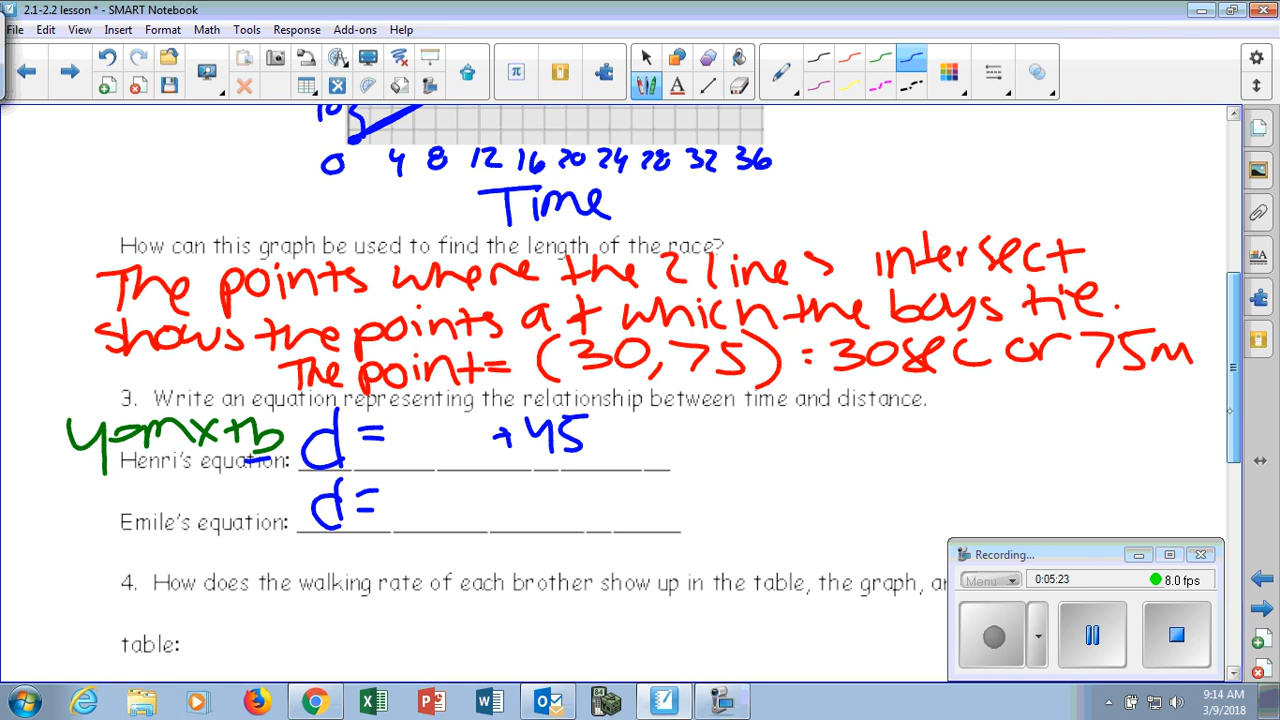 2.1-2.2 lesson * - SMART Notebook
File Edit View Insert Format Math Tools Response Add-ons Help
10
0 4 8 12 16 20 24 28 32 36
Time
How can this graph be used to find the length of the race?
The points where the 2 lines intersect
shows the points at which the boys tie.
The point = (30, 75) = 30sec or 75m
3. Write an equation representing the relationship between time and distance.
y=mx+b
Henri's equation: d= +45
Emile's equation: d=
4. How does the walking rate of each brother show up in the table, the graph, an
table:
Recording...
Menu 0:05:23 8.0 fps
9:14 AM
3/9/2018